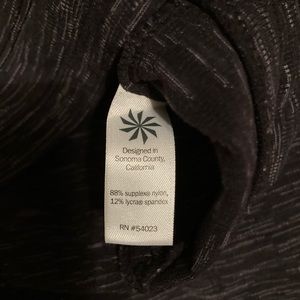 Designed in
Sonoma County,
California
88% supplex® nylon,
12% lycra® spandex
RN #54023